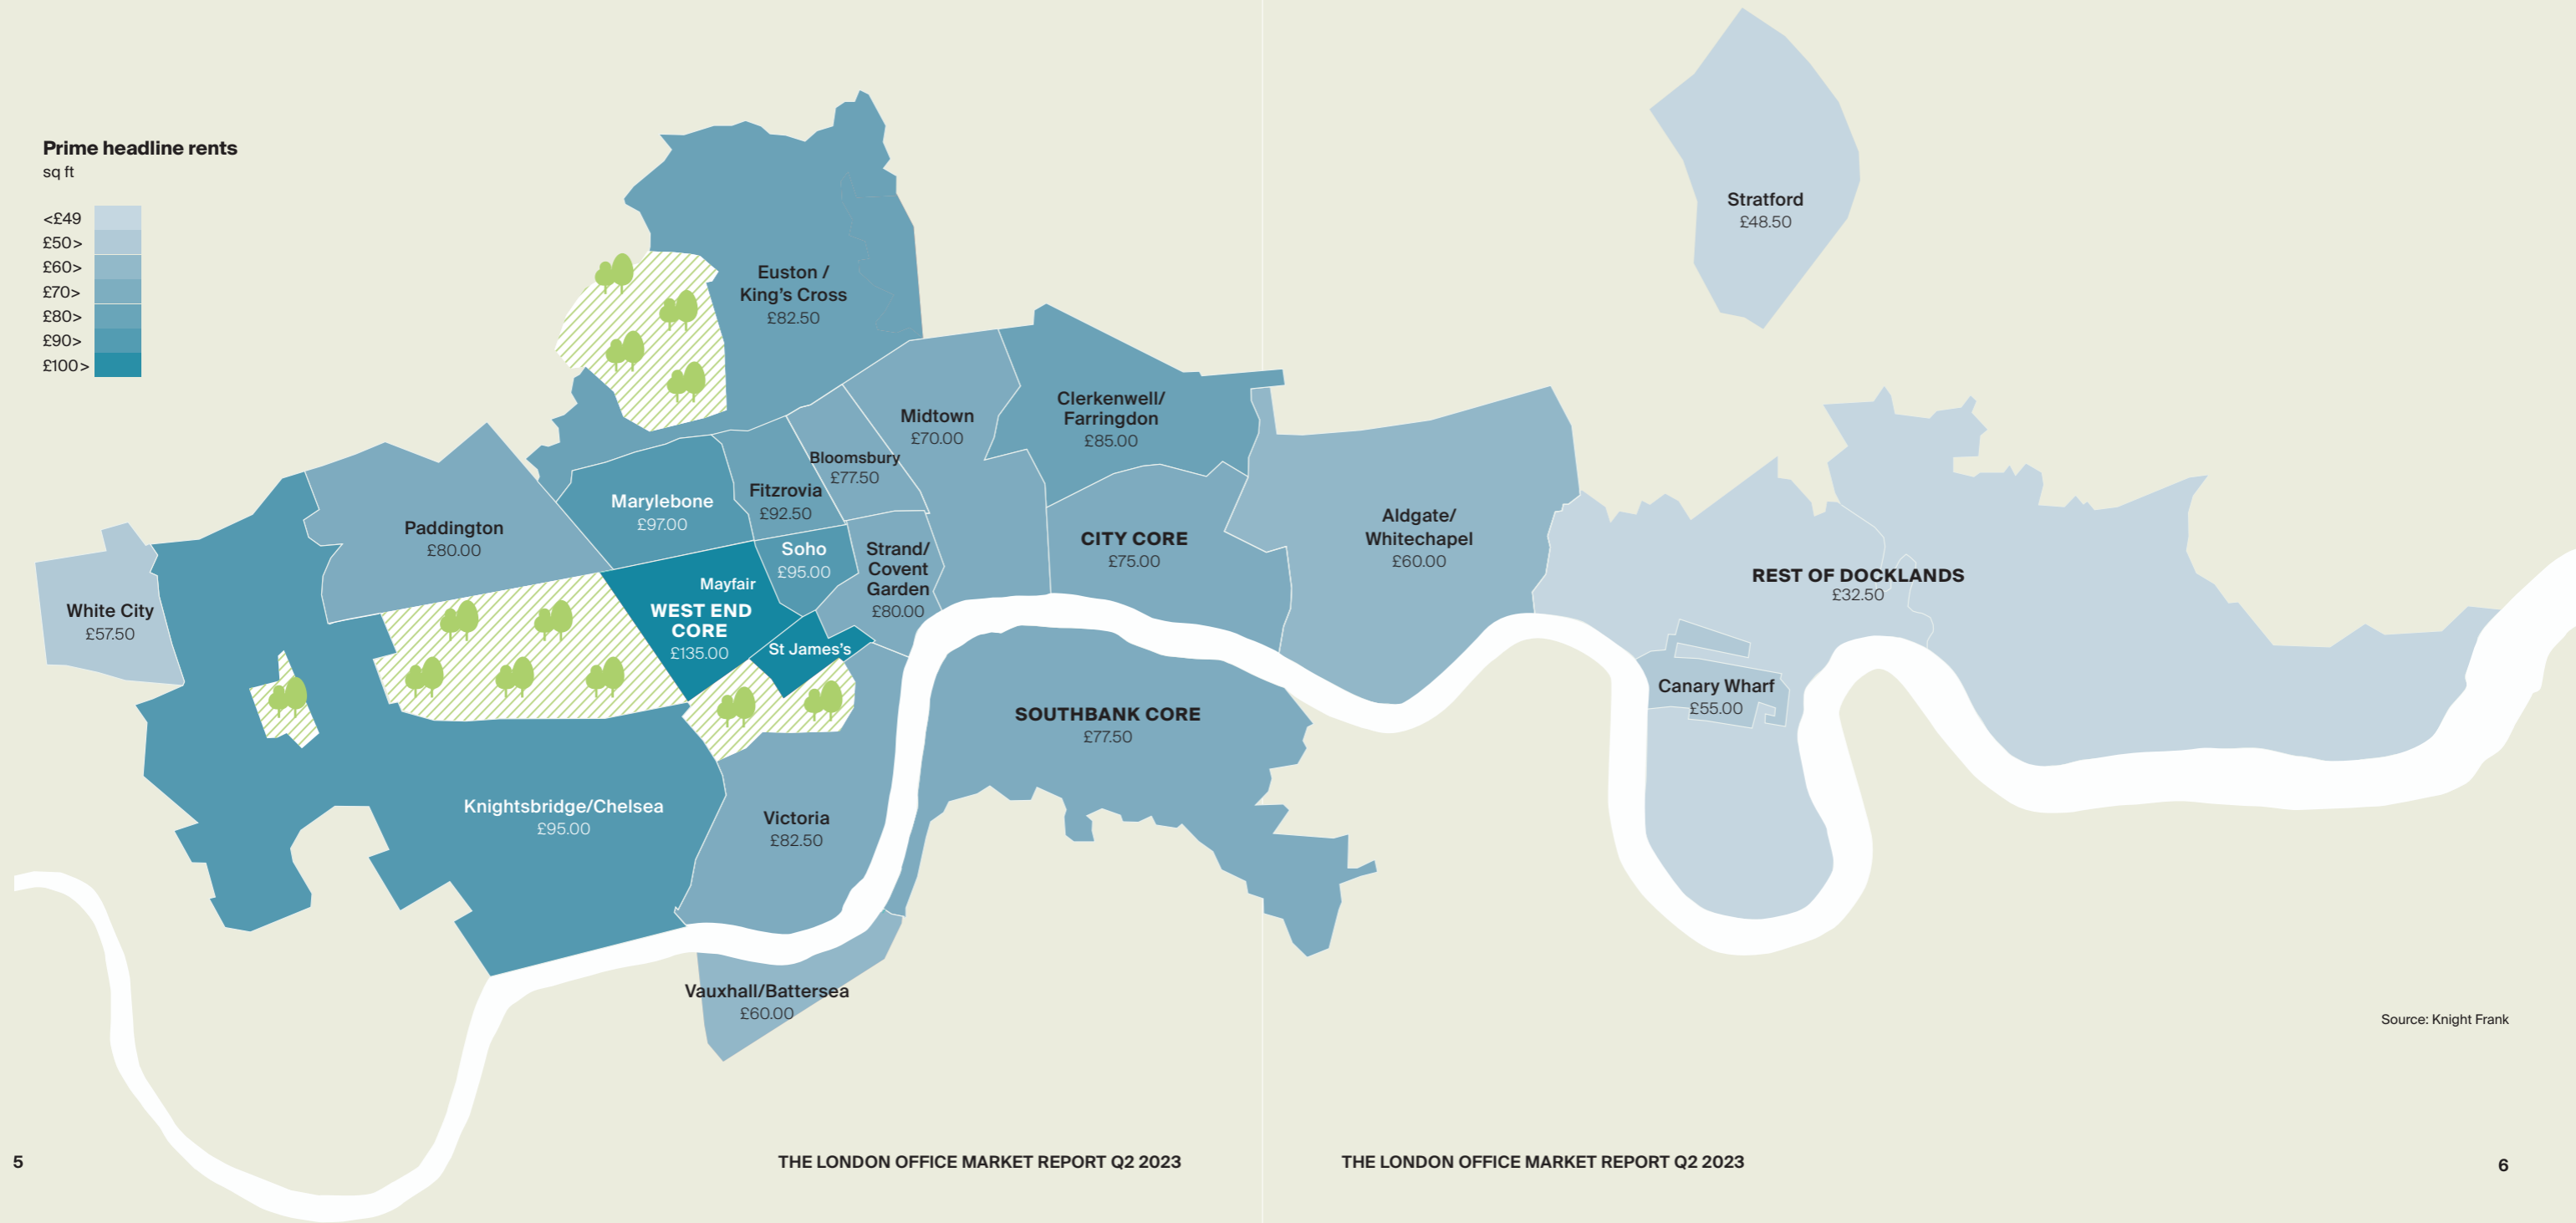 Prime headline rents
sq ft
<£49
£50>
£60>
£70>
£80>
£90>
£100>
Stratford
£48.50
Euston /
King's Cross
£82.50
Midtown
£70.00
Clerkenwell/
Farringdon
£85.00
Bloomsbury
£77.50
Fitzrovia
£92.50
Marylebone
£97.00
Paddington
£80.00
White City
£57.50
Soho
£95.00
Strand/
Covent
Garden
£80.00
CITY CORE
£75.00
Aldgate/
Whitechapel
£60.00
REST OF DOCKLANDS
£32.50
Mayfair
WEST END
CORE
£135.00
St James's
Canary Wharf
£55.00
SOUTHBANK CORE
£77.50
Knightsbridge/Chelsea
£95.00
Victoria
£82.50
Vauxhall/Battersea
£60.00
Source: Knight Frank
5
THE LONDON OFFICE MARKET REPORT Q2 2023
THE LONDON OFFICE MARKET REPORT Q2 2023
6